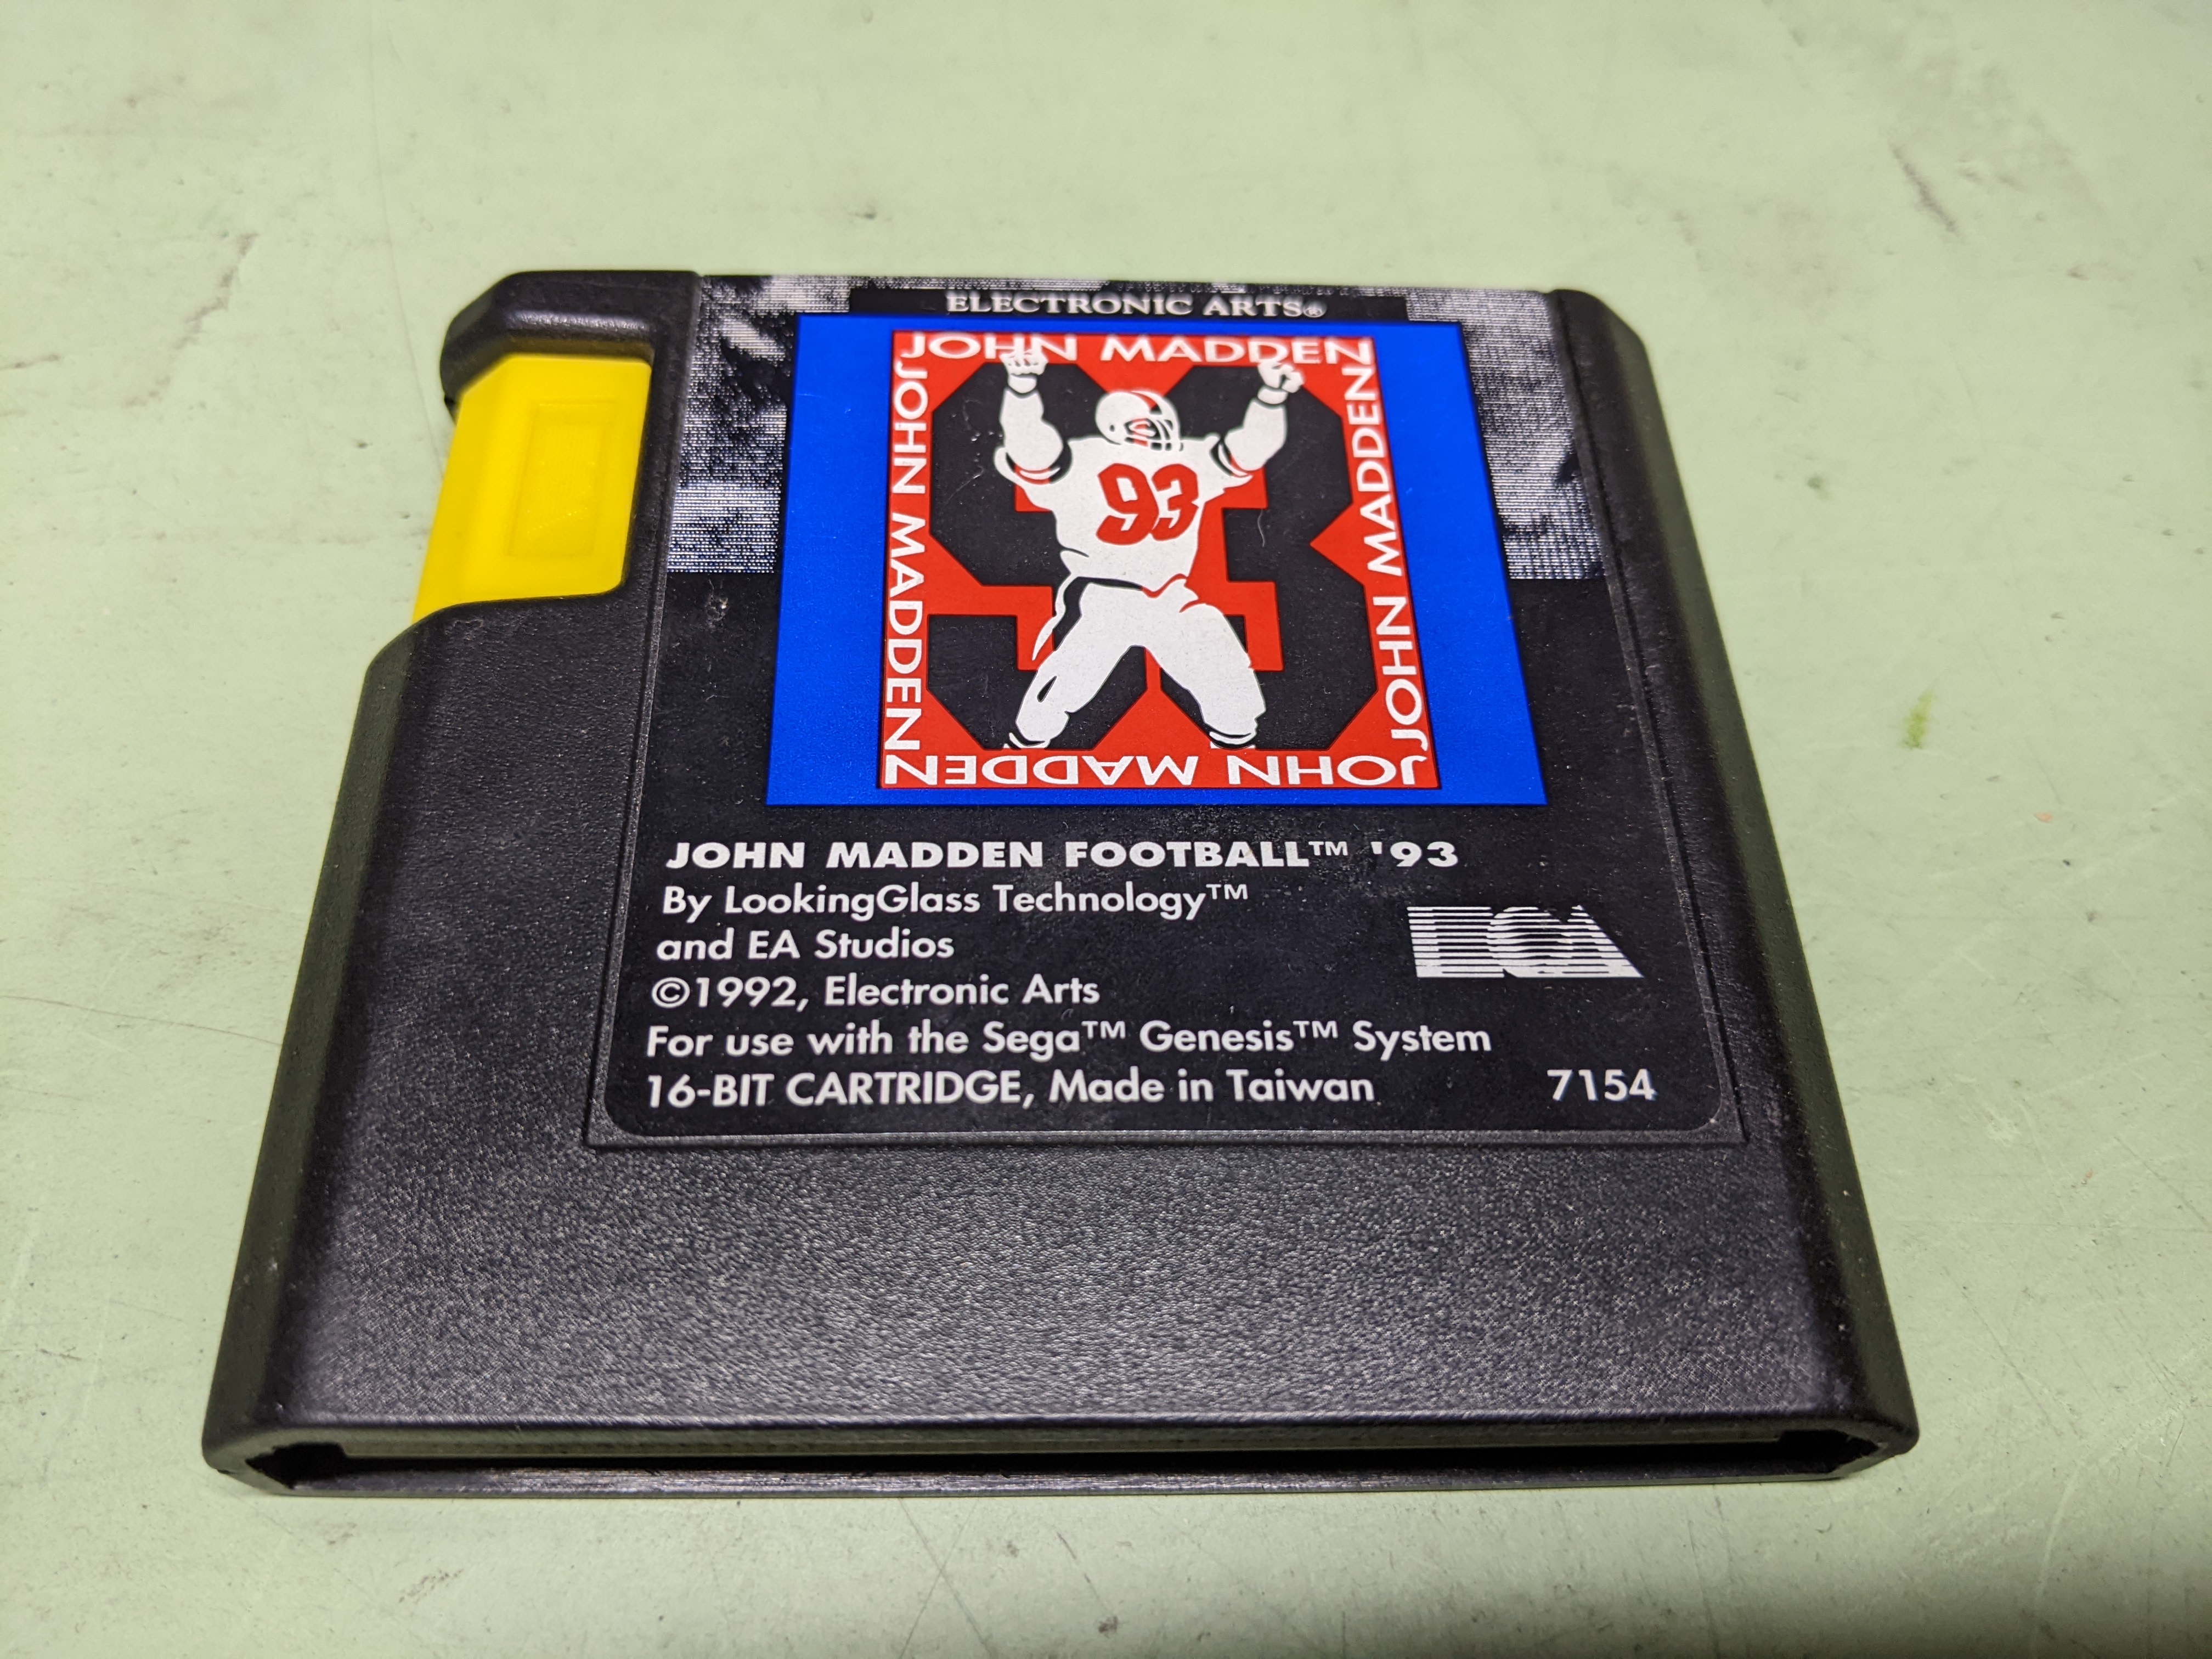 ELECTRONIC ARTS®
JOHN MADDEN
JOHN MADDEN
JOHN MADDEN
93
JOHN MADDEN
JOHN MADDEN FOOTBALL™ '93
By LookingGlass Technology™
and EA Studios
©1992, Electronic Arts
EA
For use with the Sega™ Genesis™ System
16-BIT CARTRIDGE, Made in Taiwan
7154